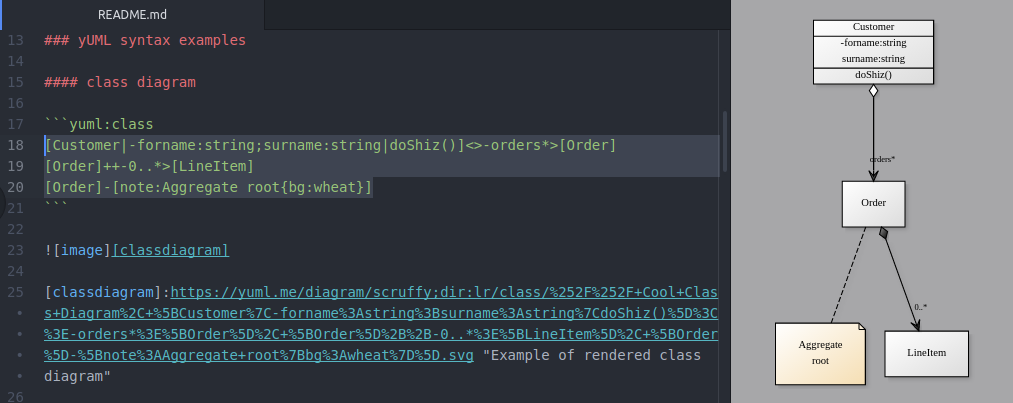 README.md
13 ### yUML syntax examples
14
15 #### class diagram
16
17 ```yuml:class
18 [Customer|-forname:string;surname:string|doShiz()]<>-orders*>[Order]
19 [Order]++-0..*>[LineItem]
20 [Order]-[note:Aggregate root{bg:wheat}]
21 ```
22
23 ![image][classdiagram]
24
25 [classdiagram]:https://yuml.me/diagram/scruffy;dir:lr/class/%252F%252F+Cool+Clas
• s+Diagram%2C+%5BCustomer%7C-forname%3Astring%3Bsurname%3Astring%7CdoShiz()%5D%3C
• %3E-orders*%3E%5BOrder%5D%2C+%5BOrder%5D%2B%2B-0..*%3E%5BLineItem%5D%2C+%5BOrder
• %5D-%5Bnote%3AAggregate+root%7Bbg%3Awheat%7D%5D.svg "Example of rendered class
• diagram"
26
Customer
-forname:string
surname:string
doShiz()
orders*
Order
0..*
Aggregate
root
LineItem